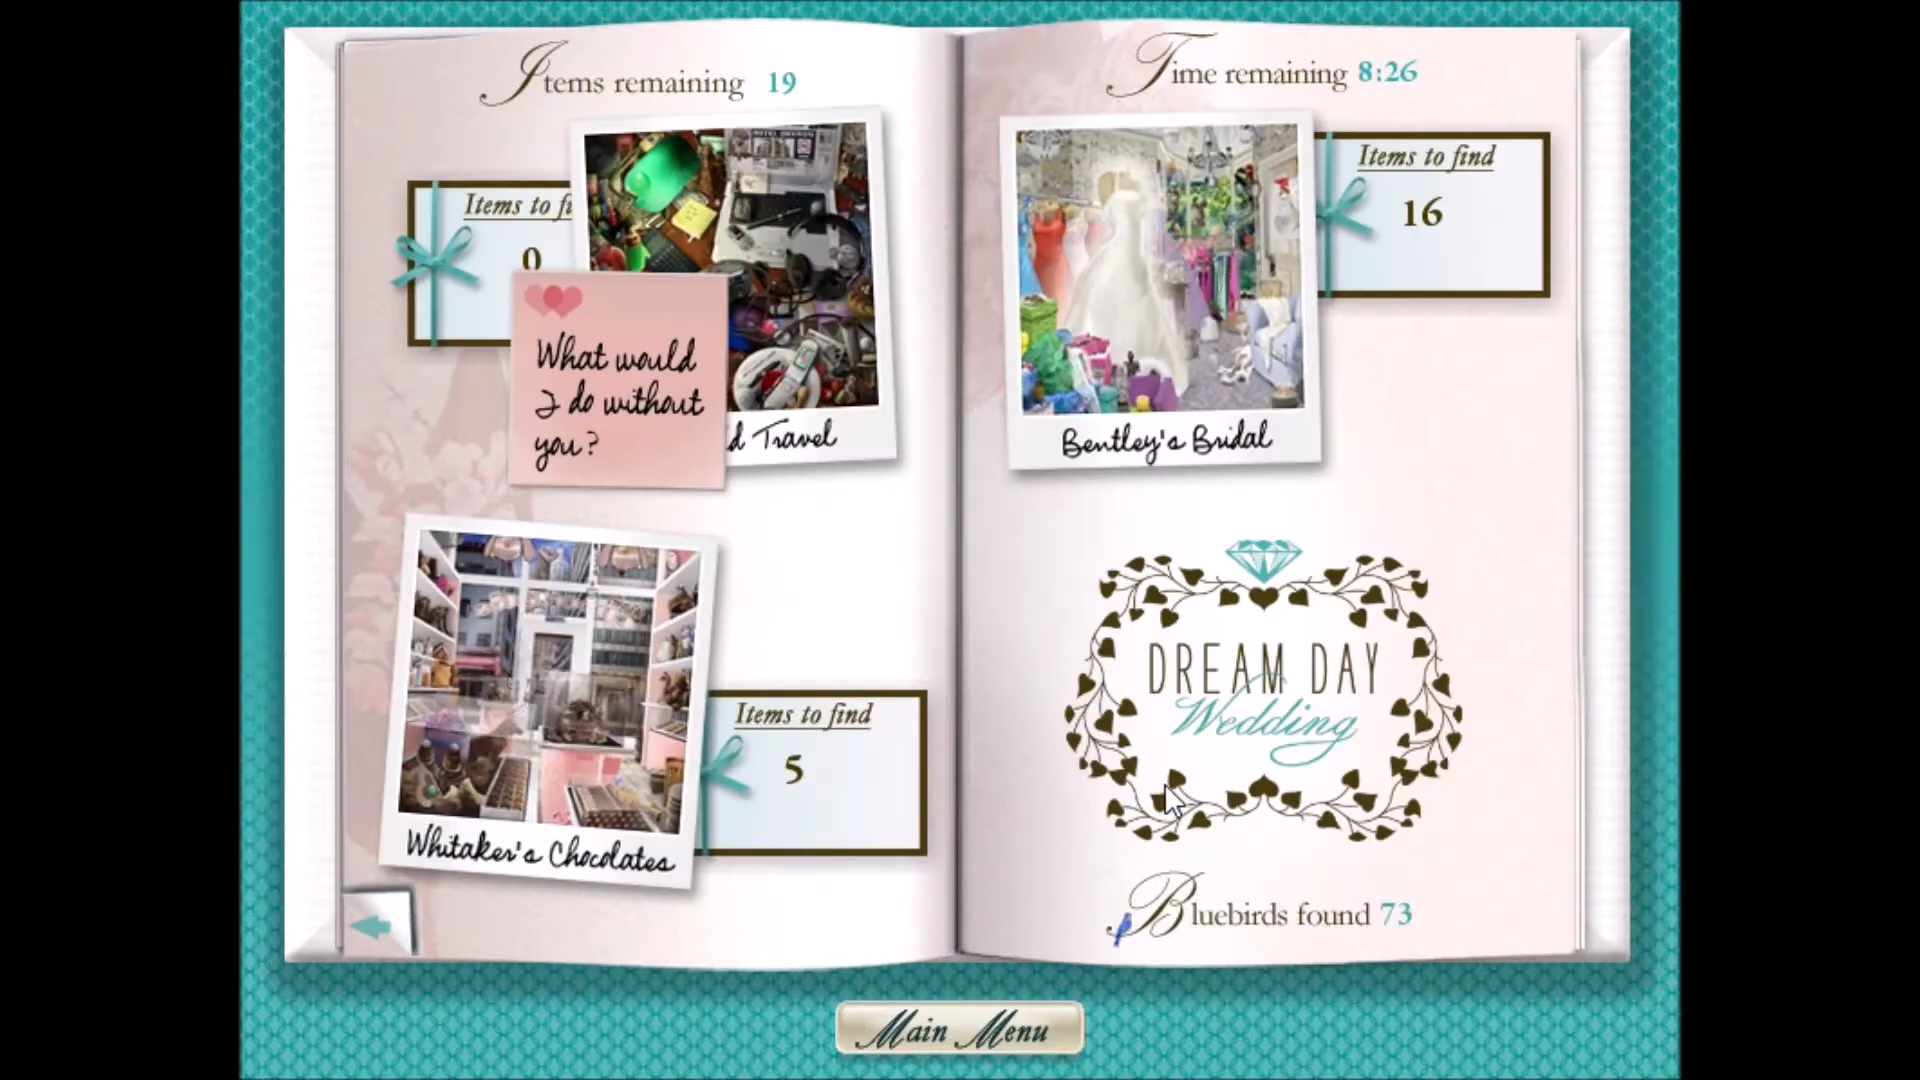 Items remaining 19
Items to fi
0
What would
I do without
you?
d Travel
Whitaker's Chocolates
Items to find
5
Time remaining 8:26
Bentley's Bridal
Items to find
16
DREAM DAY
Wedding
Bluebirds found 73
Main Menu